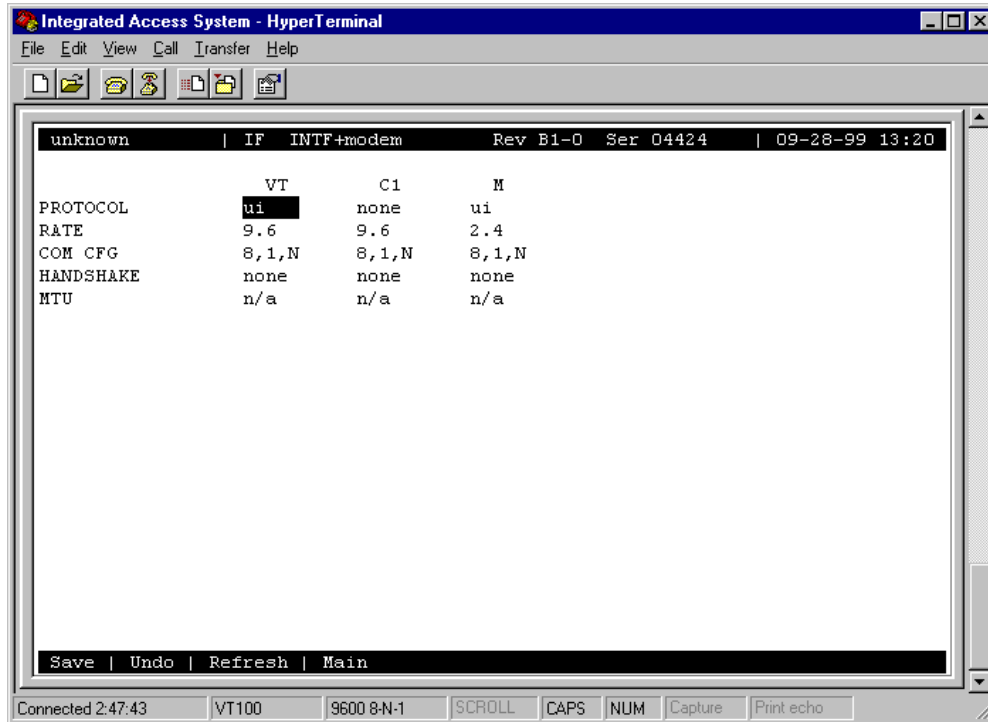 Integrated Access System - HyperTerminal
File Edit View Call Transfer Help
unknown | IF INTF+modem Rev B1-0 Ser 04424 | 09-28-99 13:20
VT C1 M
PROTOCOL ui none ui
RATE 9.6 9.6 2.4
COM CFG 8,1,N 8,1,N 8,1,N
HANDSHAKE none none none
MTU n/a n/a n/a
Save | Undo | Refresh | Main
Connected 2:47:43 VT100 9600 8-N-1 SCROLL CAPS NUM Capture Print echo